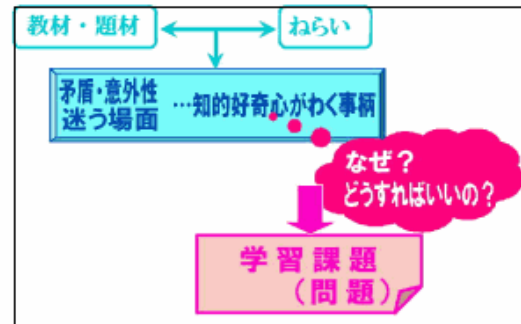 教材・題材
ねらい
矛盾・意外性
迷う場面
…知的好奇心がわく事柄
なぜ？
どうすればいいの？
学習課題
（問題）